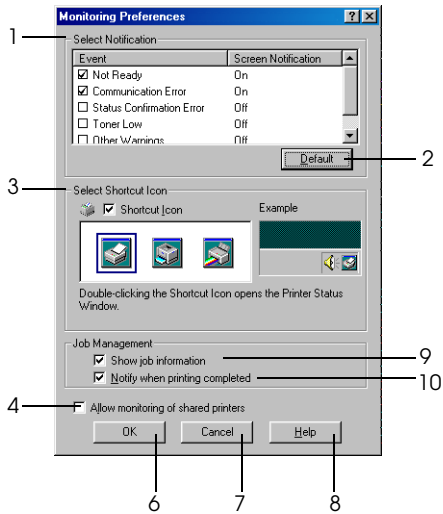 Monitoring Preferences
1
Select Notification
Event Screen Notification
Not Ready On
Communication Error On
Status Confirmation Error Off
Toner Low Off
Other Warnings Off
Default
2
3
Select Shortcut Icon
Shortcut Icon
Example
Double-clicking the Shortcut Icon opens the Printer Status
Window.
Job Management
Show job information
9
Notify when printing completed
10
4
Allow monitoring of shared printers
OK Cancel Help
6 7 8